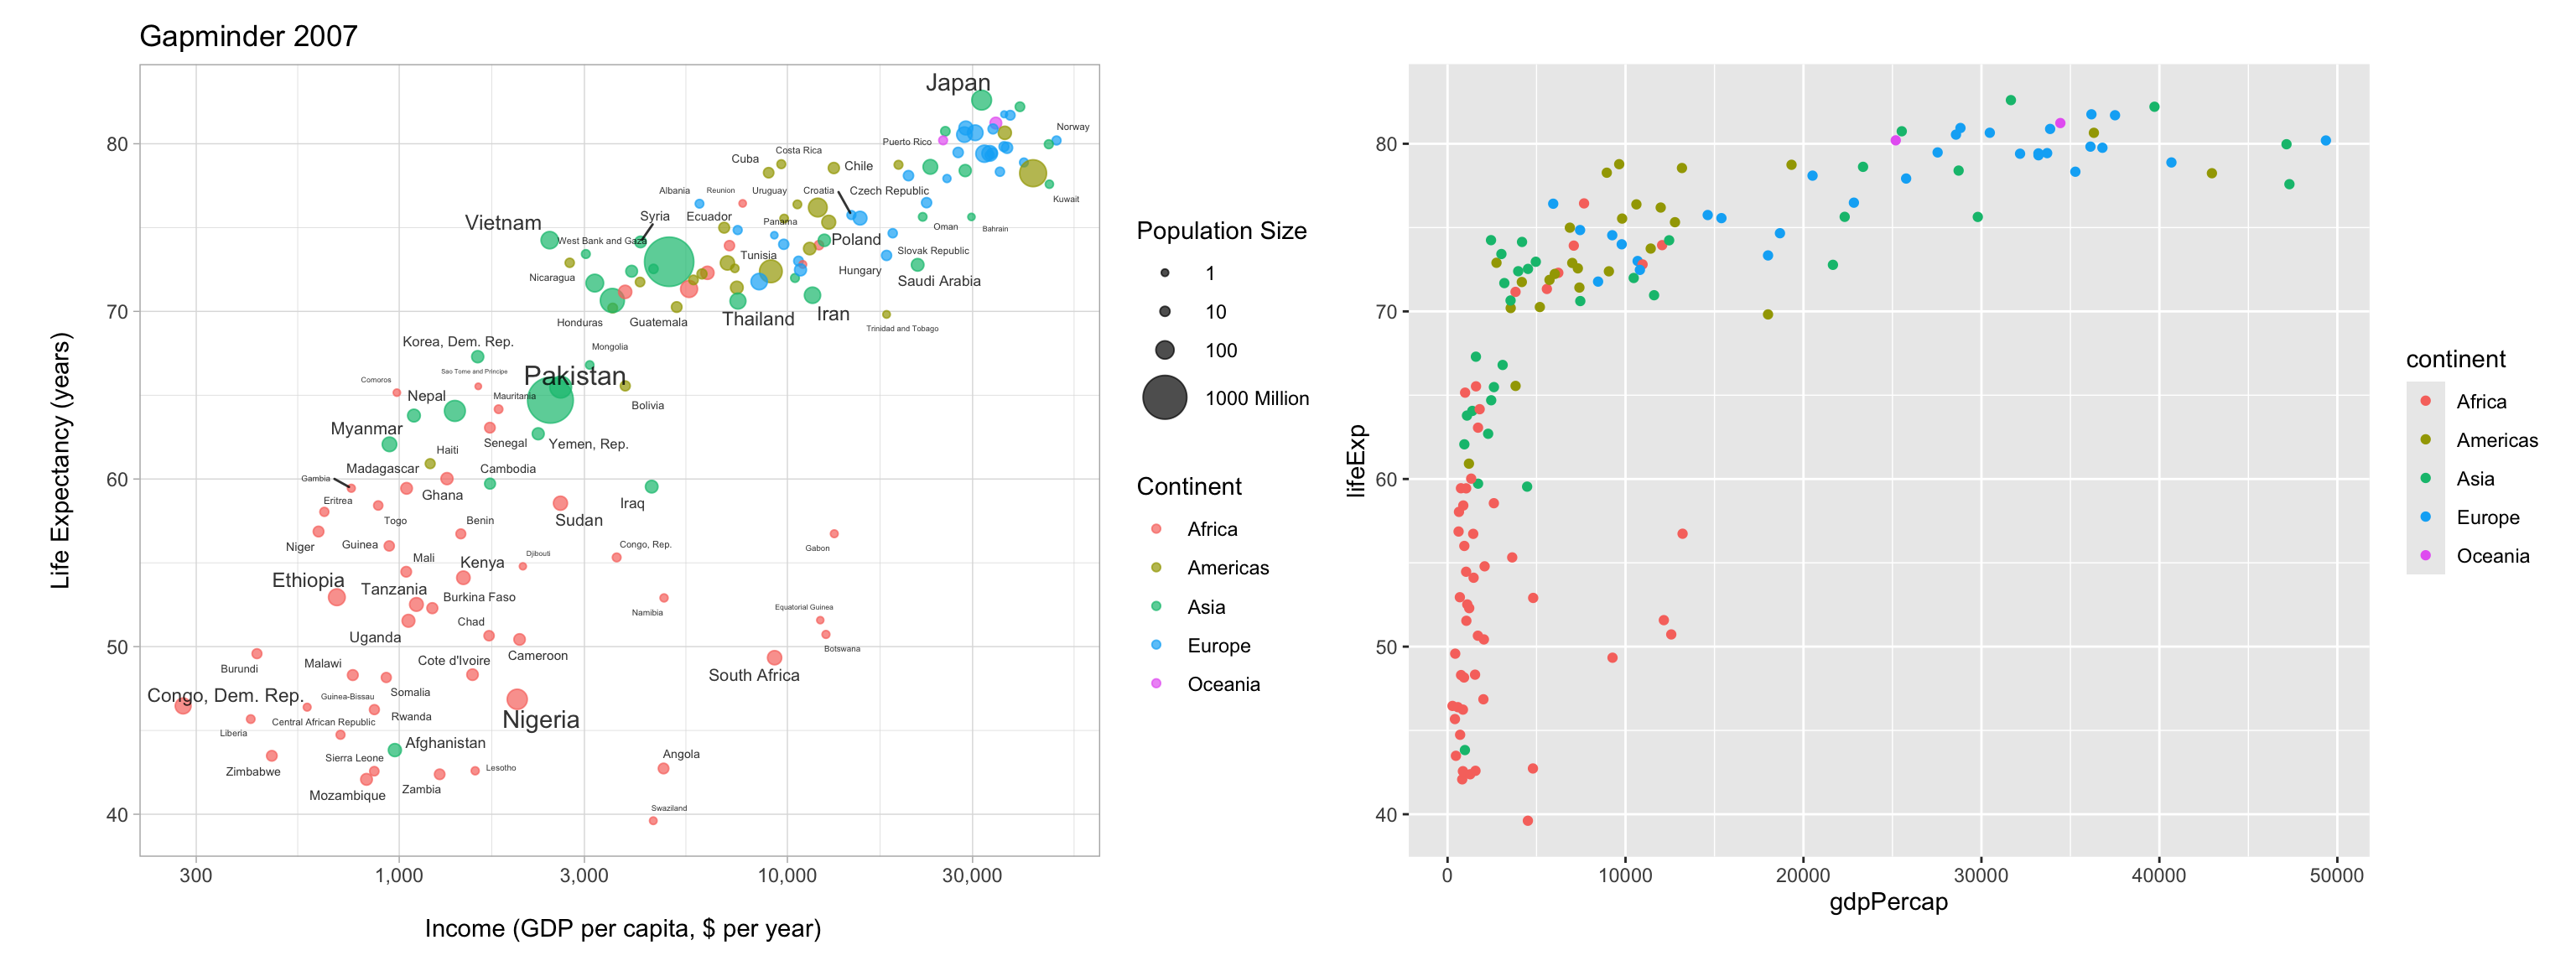 Gapminder 2007
Japan
Norway
Puerto Rico
Costa Rica
Cuba
Chile
Kuwait
Albania
Reunion
Uruguay
Croatia
Czech Republic
Vietnam
Syria
Ecuador
Panama
Oman
Bahrain
West Bank and Gaza
Poland
Tunisia
Slovak Republic
Nicaragua
Hungary
Saudi Arabia
Honduras
Guatemala
Thailand
Iran
Trinidad and Tobago
Korea, Dem. Rep.
Mongolia
Comoros
Sao Tome and Principe
Pakistan
Nepal
Mauritania
Bolivia
Myanmar
Senegal
Yemen, Rep.
Haiti
Madagascar
Cambodia
Gambia
Ghana
Iraq
Eritrea
Togo
Benin
Sudan
Niger
Guinea
Mali
Kenya
Djibouti
Congo, Rep.
Gabon
Ethiopia
Tanzania
Burkina Faso
Namibia
Equatorial Guinea
Uganda
Chad
Cameroon
Botswana
Burundi
Malawi
Cote d'Ivoire
South Africa
Congo, Dem. Rep.
Guinea-Bissau
Somalia
Central African Republic
Rwanda
Nigeria
Liberia
Afghanistan
Zimbabwe
Sierra Leone
Lesotho
Angola
Mozambique
Zambia
Swaziland
80
70
60
50
40
Life Expectancy (years)
300
1,000
3,000
10,000
30,000
Income (GDP per capita, $ per year)
Population Size
1
10
100
1000 Million
Continent
Africa
Americas
Asia
Europe
Oceania
80
70
60
50
40
lifeExp
0
10000
20000
30000
40000
50000
gdpPercap
continent
Africa
Americas
Asia
Europe
Oceania